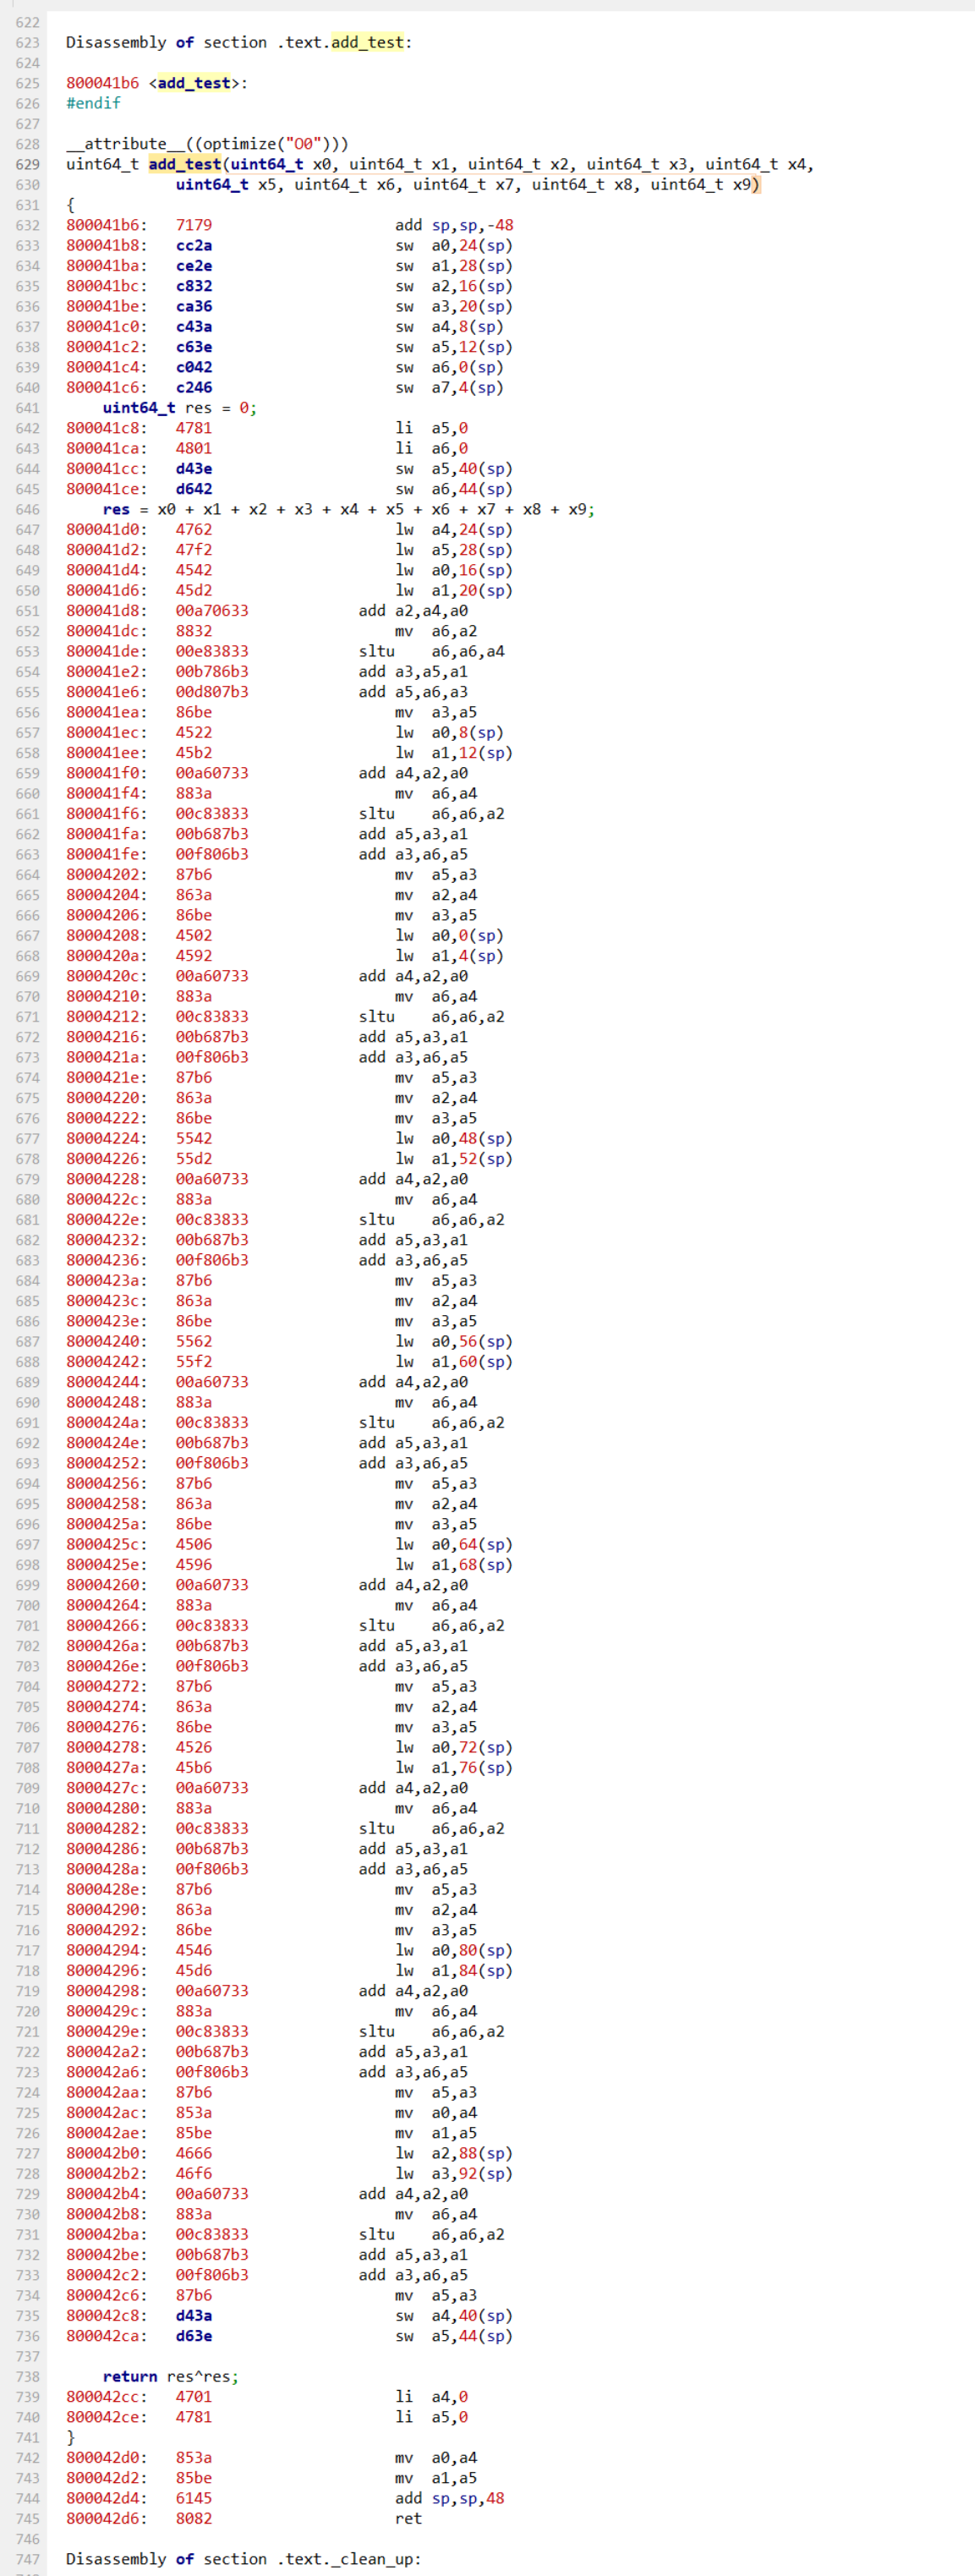 622
623 Disassembly of section .text.add_test:
624
625 800041b6 <add_test>:
626 #endif
627
628 __attribute__((optimize("O0")))
629 uint64_t add_test(uint64_t x0, uint64_t x1, uint64_t x2, uint64_t x3, uint64_t x4,
630 uint64_t x5, uint64_t x6, uint64_t x7, uint64_t x8, uint64_t x9)
631 {
632 800041b6: 7179 add sp,sp,-48
633 800041b8: cc2a sw a0,24(sp)
634 800041ba: ce2e sw a1,28(sp)
635 800041bc: c832 sw a2,16(sp)
636 800041be: ca36 sw a3,20(sp)
637 800041c0: c43a sw a4,8(sp)
638 800041c2: c63e sw a5,12(sp)
639 800041c4: c042 sw a6,0(sp)
640 800041c6: c246 sw a7,4(sp)
641 uint64_t res = 0;
642 800041c8: 4781 li a5,0
643 800041ca: 4801 li a6,0
644 800041cc: d43e sw a5,40(sp)
645 800041ce: d642 sw a6,44(sp)
646 res = x0 + x1 + x2 + x3 + x4 + x5 + x6 + x7 + x8 + x9;
647 800041d0: 4762 lw a4,24(sp)
648 800041d2: 47f2 lw a5,28(sp)
649 800041d4: 4542 lw a0,16(sp)
650 800041d6: 45d2 lw a1,20(sp)
651 800041d8: 00a70633 add a2,a4,a0
652 800041dc: 8832 mv a6,a2
653 800041de: 00e83833 sltu a6,a6,a4
654 800041e2: 00b786b3 add a3,a5,a1
655 800041e6: 00d807b3 add a5,a6,a3
656 800041ea: 86be mv a3,a5
657 800041ec: 4522 lw a0,8(sp)
658 800041ee: 45b2 lw a1,12(sp)
659 800041f0: 00a60733 add a4,a2,a0
660 800041f4: 883a mv a6,a4
661 800041f6: 00c83833 sltu a6,a6,a2
662 800041fa: 00b687b3 add a5,a3,a1
663 800041fe: 00f806b3 add a3,a6,a5
664 80004202: 87b6 mv a5,a3
665 80004204: 863a mv a2,a4
666 80004206: 86be mv a3,a5
667 80004208: 4502 lw a0,0(sp)
668 8000420a: 4592 lw a1,4(sp)
669 8000420c: 00a60733 add a4,a2,a0
670 80004210: 883a mv a6,a4
671 80004212: 00c83833 sltu a6,a6,a2
672 80004216: 00b687b3 add a5,a3,a1
673 8000421a: 00f806b3 add a3,a6,a5
674 8000421e: 87b6 mv a5,a3
675 80004220: 863a mv a2,a4
676 80004222: 86be mv a3,a5
677 80004224: 5542 lw a0,48(sp)
678 80004226: 55d2 lw a1,52(sp)
679 80004228: 00a60733 add a4,a2,a0
680 8000422c: 883a mv a6,a4
681 8000422e: 00c83833 sltu a6,a6,a2
682 80004232: 00b687b3 add a5,a3,a1
683 80004236: 00f806b3 add a3,a6,a5
684 8000423a: 87b6 mv a5,a3
685 8000423c: 863a mv a2,a4
686 8000423e: 86be mv a3,a5
687 80004240: 5562 lw a0,56(sp)
688 80004242: 55f2 lw a1,60(sp)
689 80004244: 00a60733 add a4,a2,a0
690 80004248: 883a mv a6,a4
691 8000424a: 00c83833 sltu a6,a6,a2
692 8000424e: 00b687b3 add a5,a3,a1
693 80004252: 00f806b3 add a3,a6,a5
694 80004256: 87b6 mv a5,a3
695 80004258: 863a mv a2,a4
696 8000425a: 86be mv a3,a5
697 8000425c: 4506 lw a0,64(sp)
698 8000425e: 4596 lw a1,68(sp)
699 80004260: 00a60733 add a4,a2,a0
700 80004264: 883a mv a6,a4
701 80004266: 00c83833 sltu a6,a6,a2
702 8000426a: 00b687b3 add a5,a3,a1
703 8000426e: 00f806b3 add a3,a6,a5
704 80004272: 87b6 mv a5,a3
705 80004274: 863a mv a2,a4
706 80004276: 86be mv a3,a5
707 80004278: 4526 lw a0,72(sp)
708 8000427a: 45b6 lw a1,76(sp)
709 8000427c: 00a60733 add a4,a2,a0
710 80004280: 883a mv a6,a4
711 80004282: 00c83833 sltu a6,a6,a2
712 80004286: 00b687b3 add a5,a3,a1
713 8000428a: 00f806b3 add a3,a6,a5
714 8000428e: 87b6 mv a5,a3
715 80004290: 863a mv a2,a4
716 80004292: 86be mv a3,a5
717 80004294: 4546 lw a0,80(sp)
718 80004296: 45d6 lw a1,84(sp)
719 80004298: 00a60733 add a4,a2,a0
720 8000429c: 883a mv a6,a4
721 8000429e: 00c83833 sltu a6,a6,a2
722 800042a2: 00b687b3 add a5,a3,a1
723 800042a6: 00f806b3 add a3,a6,a5
724 800042aa: 87b6 mv a5,a3
725 800042ac: 853a mv a0,a4
726 800042ae: 85be mv a1,a5
727 800042b0: 4666 lw a2,88(sp)
728 800042b2: 46f6 lw a3,92(sp)
729 800042b4: 00a60733 add a4,a2,a0
730 800042b8: 883a mv a6,a4
731 800042ba: 00c83833 sltu a6,a6,a2
732 800042be: 00b687b3 add a5,a3,a1
733 800042c2: 00f806b3 add a3,a6,a5
734 800042c6: 87b6 mv a5,a3
735 800042c8: d43a sw a4,40(sp)
736 800042ca: d63e sw a5,44(sp)
737
738 return res^res;
739 800042cc: 4701 li a4,0
740 800042ce: 4781 li a5,0
741 }
742 800042d0: 853a mv a0,a4
743 800042d2: 85be mv a1,a5
744 800042d4: 6145 add sp,sp,48
745 800042d6: 8082 ret
746
747 Disassembly of section .text._clean_up: